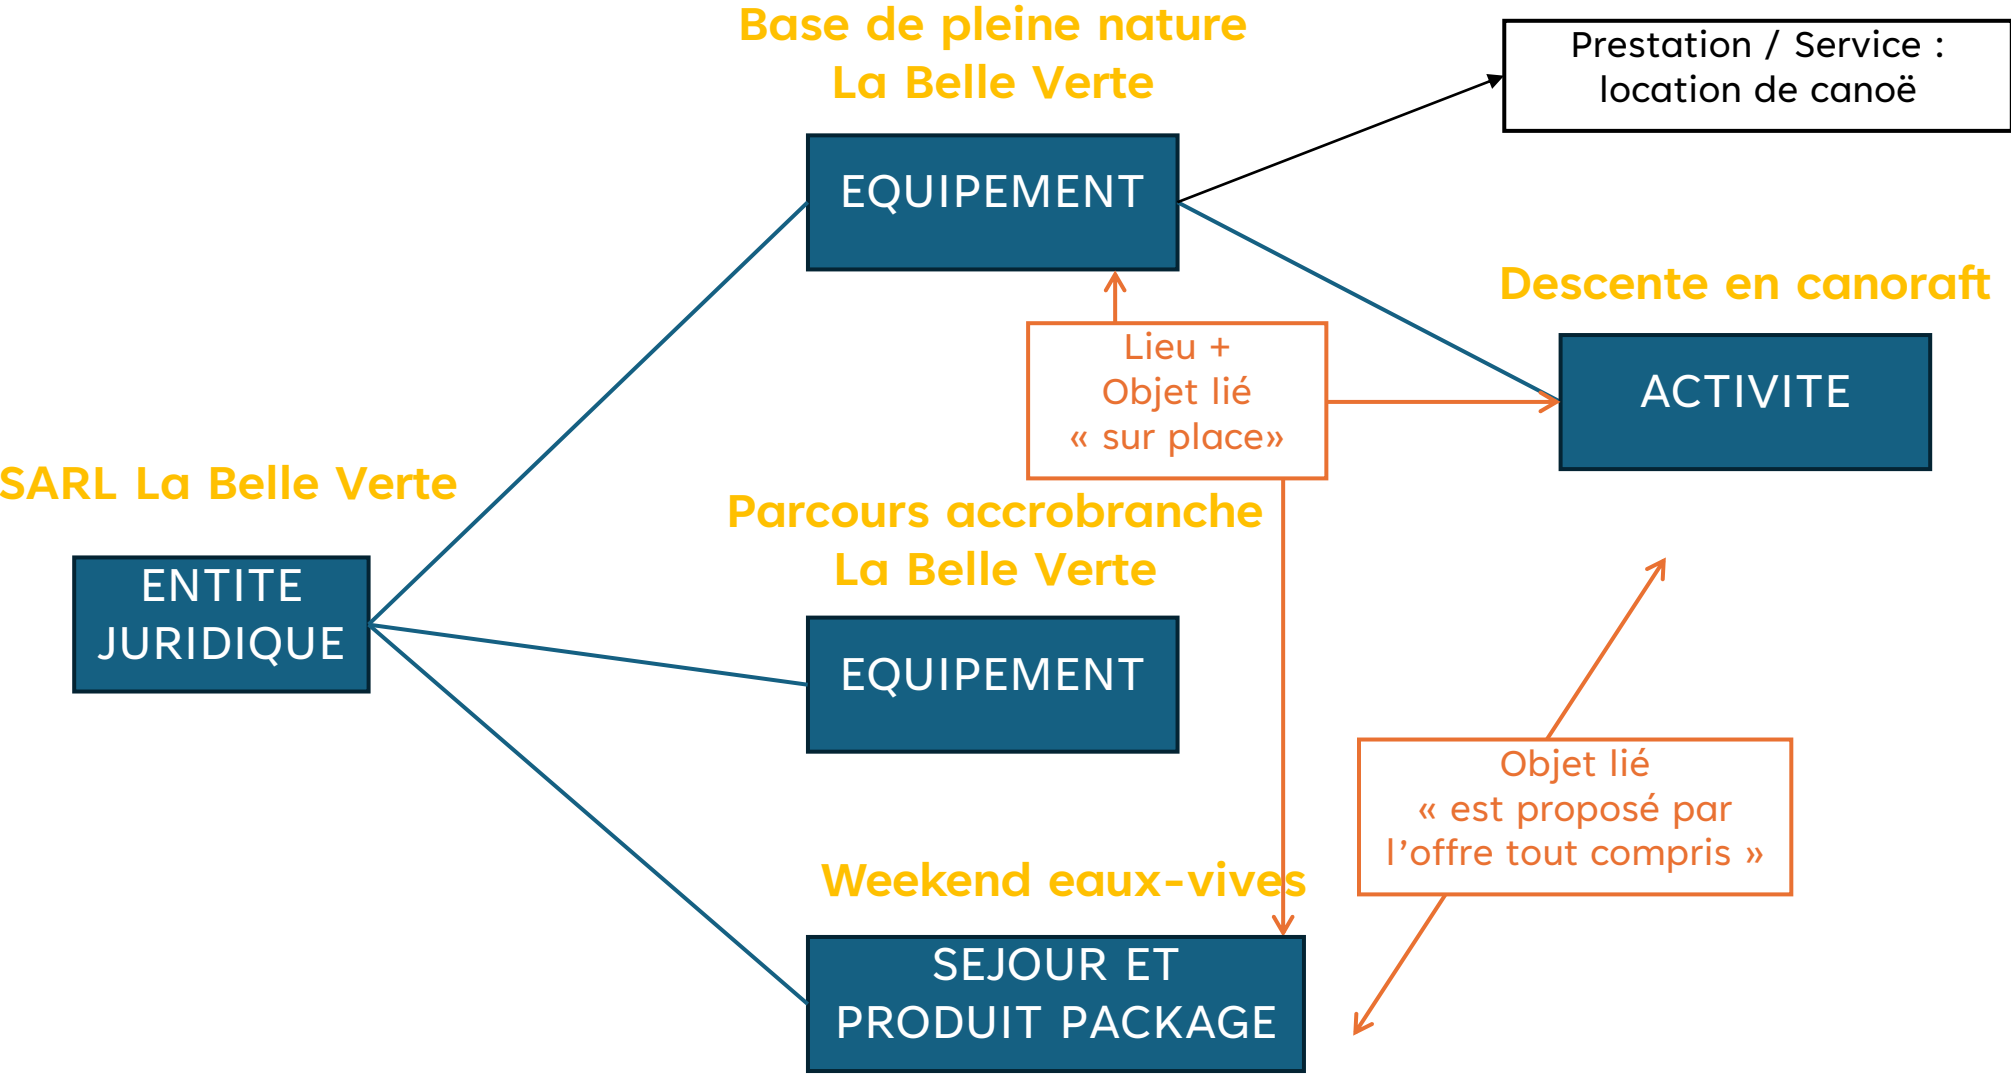 Base de pleine nature
La Belle Verte
Prestation / Service :
location de canoë
EQUIPEMENT
Descente en canoraft
Lieu +
Objet lié
« sur place»
ACTIVITE
SARL La Belle Verte
Parcours accrobranche
La Belle Verte
ENTITE
JURIDIQUE
EQUIPEMENT
Objet lié
« est proposé par
l’offre tout compris »
Weekend eaux-vives
SEJOUR ET
PRODUIT PACKAGE